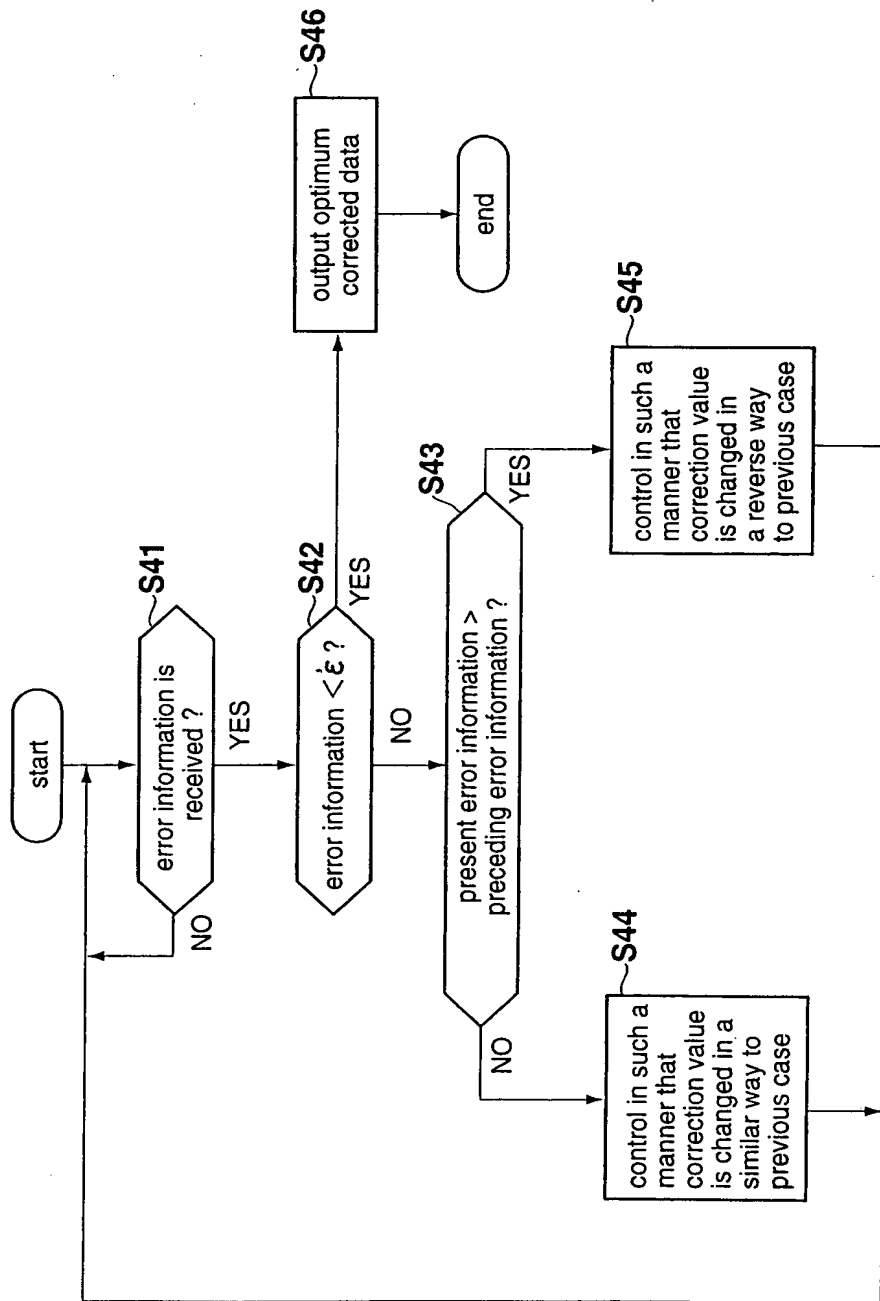 start
S41
error information is
received ?
YES
NO
S42
error information < ε ?
YES
NO
S46
output optimum
corrected data
end
S43
present error information >
preceding error information ?
YES
NO
S44
control in such a
manner that
correction value
is changed in a
similar way to
previous case
S45
control in such a
manner that
correction value
is changed in
a reverse way
to previous case